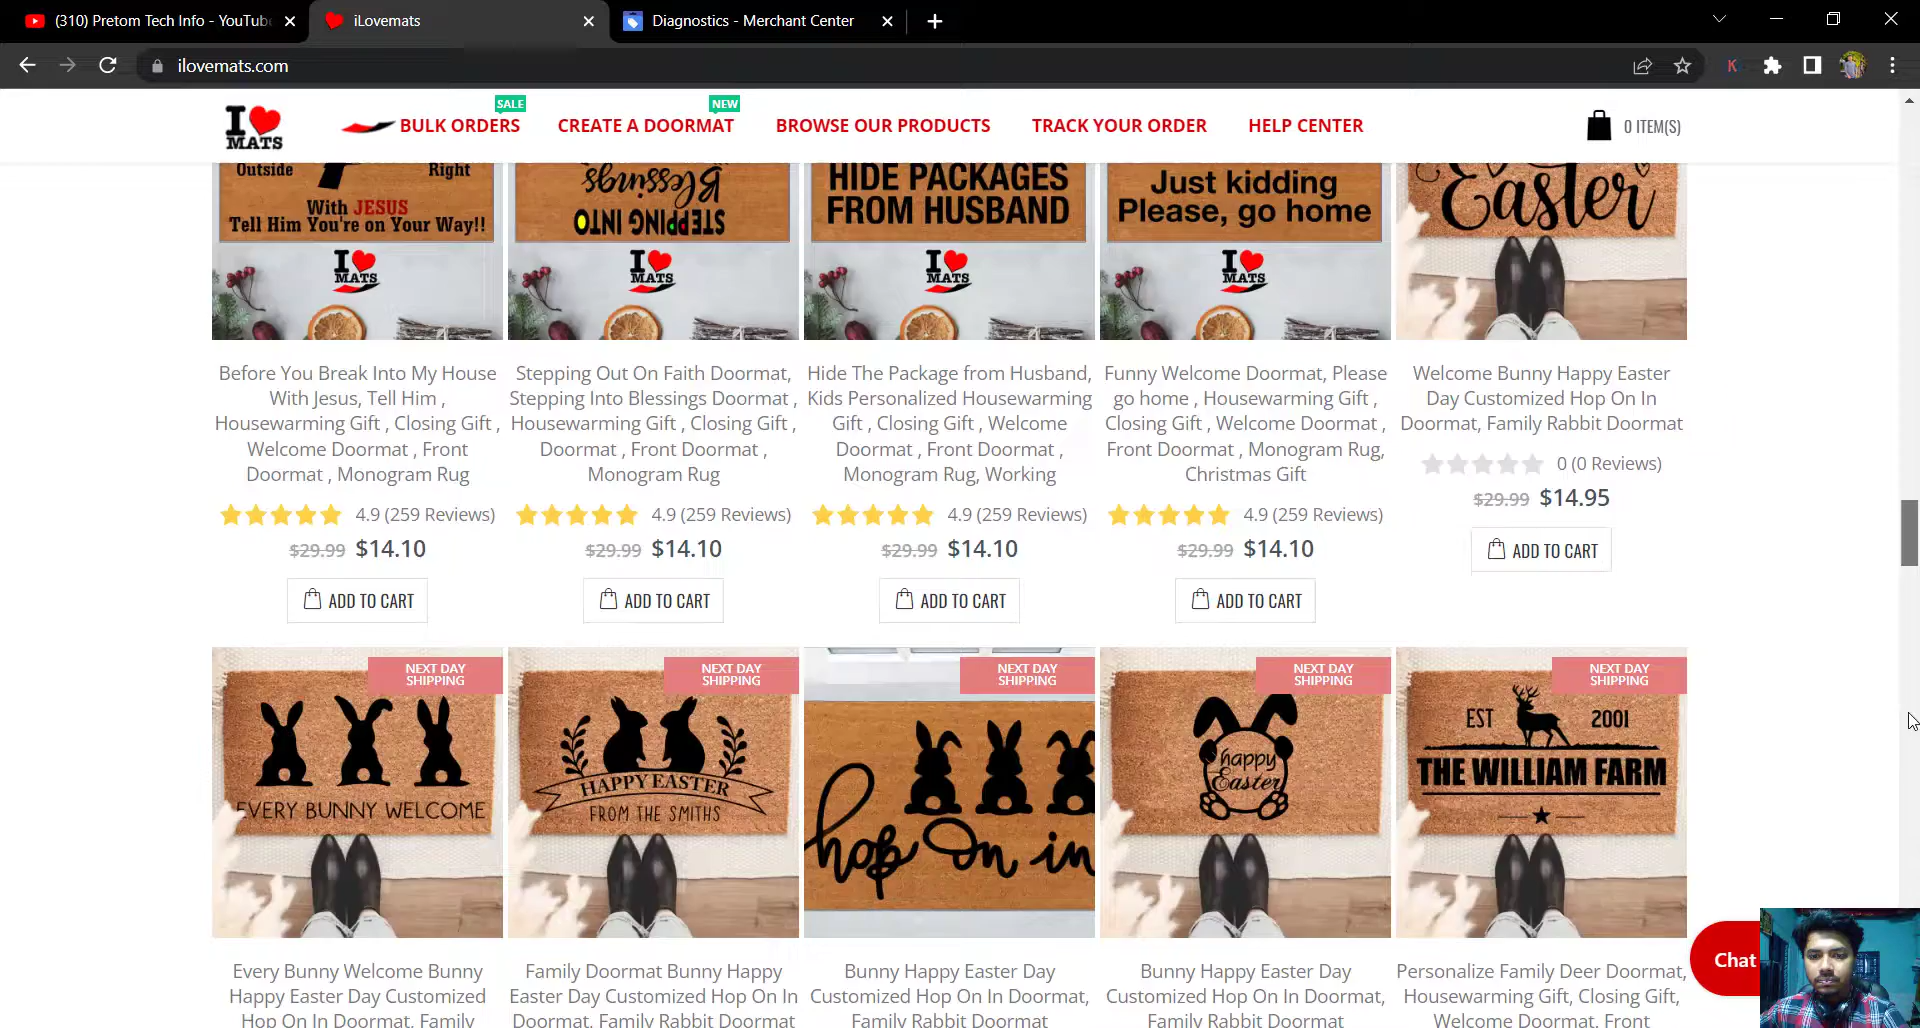 (310) Pretom Tech Info - YouTube
iLovemats
Diagnostics - Merchant Center
ilovemats.com
I
MATS
SALE
BULK ORDERS
NEW
CREATE A DOORMAT
BROWSE OUR PRODUCTS
TRACK YOUR ORDER
HELP CENTER
0 ITEM(S)
Outside Right
With JESUS
Tell Him You're on Your Way!!
I
MATS
Blessings
STEPPING INTO
I
MATS
HIDE PACKAGES
FROM HUSBAND
I
MATS
Just kidding
Please, go home
I
MATS
Easter
Before You Break Into My House
With Jesus, Tell Him ,
Housewarming Gift , Closing Gift ,
Welcome Doormat , Front
Doormat , Monogram Rug
4.9 (259 Reviews)
$29.99 $14.10
ADD TO CART
Stepping Out On Faith Doormat,
Stepping Into Blessings Doormat ,
Housewarming Gift , Closing Gift ,
Doormat , Front Doormat ,
Monogram Rug
4.9 (259 Reviews)
$29.99 $14.10
ADD TO CART
Hide The Package from Husband,
Kids Personalized Housewarming
Gift , Closing Gift , Welcome
Doormat , Front Doormat ,
Monogram Rug, Working
4.9 (259 Reviews)
$29.99 $14.10
ADD TO CART
Funny Welcome Doormat, Please
go home , Housewarming Gift ,
Closing Gift , Welcome Doormat ,
Front Doormat , Monogram Rug,
Christmas Gift
4.9 (259 Reviews)
$29.99 $14.10
ADD TO CART
Welcome Bunny Happy Easter
Day Customized Hop On In
Doormat, Family Rabbit Doormat
0 (0 Reviews)
$29.99 $14.95
ADD TO CART
NEXT DAY
SHIPPING
EVERY BUNNY WELCOME
NEXT DAY
SHIPPING
HAPPY EASTER
FROM THE SMITHS
NEXT DAY
SHIPPING
hop On in
NEXT DAY
SHIPPING
happy
Easter
NEXT DAY
SHIPPING
EST 2001
THE WILLIAM FARM
Every Bunny Welcome Bunny
Happy Easter Day Customized
Hop On In Doormat, Family
Family Doormat Bunny Happy
Easter Day Customized Hop On In
Doormat, Family Rabbit Doormat
Bunny Happy Easter Day
Customized Hop On In Doormat,
Family Rabbit Doormat
Bunny Happy Easter Day
Customized Hop On In Doormat,
Family Rabbit Doormat
Personalize Family Deer Doormat,
Housewarming Gift, Closing Gift,
Welcome Doormat, Front
Chat